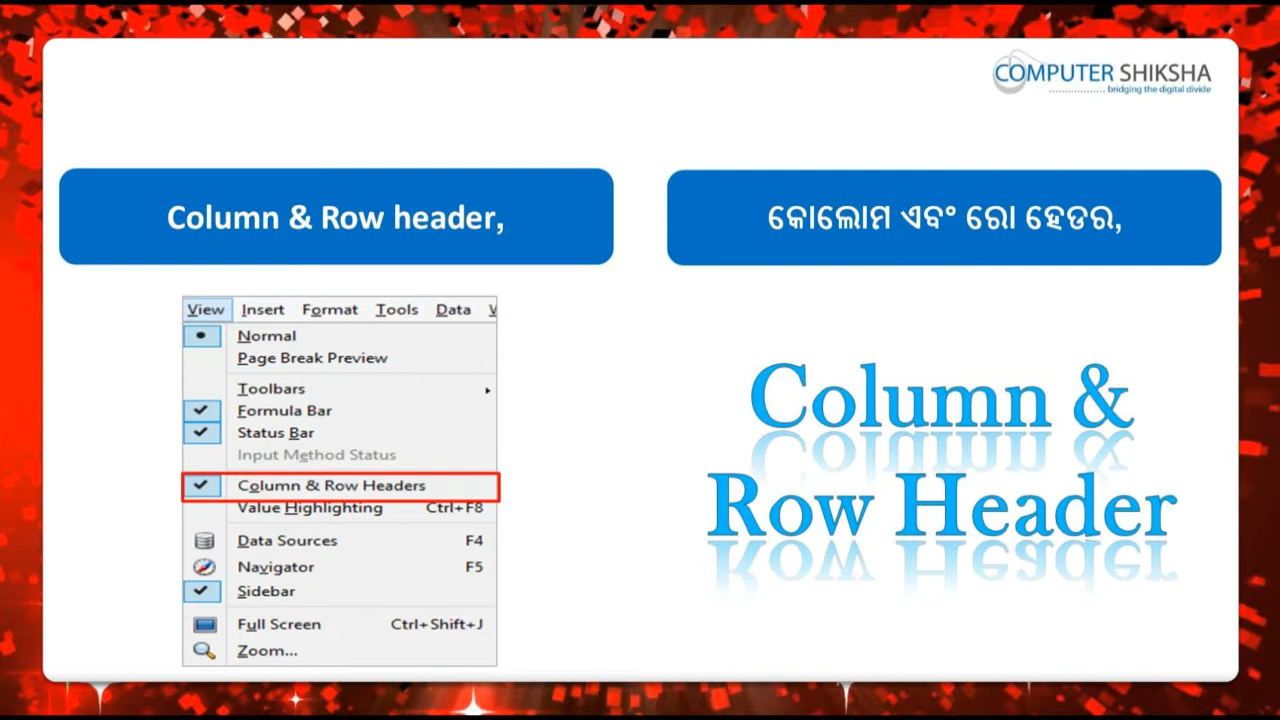 COMPUTER SHIKSHA
bridging the digital divide
Column & Row header,
କୋଲୋମ ଏବଂ ରୋ ହେଡର,
View Insert Format Tools Data
Normal
Page Break Preview
Toolbars
Formula Bar
Status Bar
Input Method Status
Column & Row Headers
Value Highlighting Ctrl+F8
Data Sources F4
Navigator F5
Sidebar
Full Screen Ctrl+Shift+J
Zoom...
Column &
Row Header